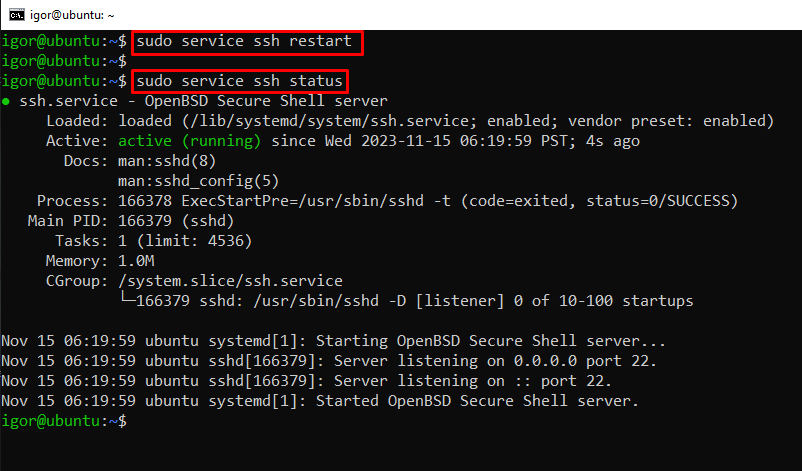 igor@ubuntu: ~
igor@ubuntu:~$ sudo service ssh restart
igor@ubuntu:~$
igor@ubuntu:~$ sudo service ssh status
● ssh.service - OpenBSD Secure Shell server
     Loaded: loaded (/lib/systemd/system/ssh.service; enabled; vendor preset: enabled)
     Active: active (running) since Wed 2023-11-15 06:19:59 PST; 4s ago
       Docs: man:sshd(8)
             man:sshd_config(5)
    Process: 166378 ExecStartPre=/usr/sbin/sshd -t (code=exited, status=0/SUCCESS)
   Main PID: 166379 (sshd)
      Tasks: 1 (limit: 4536)
     Memory: 1.0M
     CGroup: /system.slice/ssh.service
             └─166379 sshd: /usr/sbin/sshd -D [listener] 0 of 10-100 startups
Nov 15 06:19:59 ubuntu systemd[1]: Starting OpenBSD Secure Shell server...
Nov 15 06:19:59 ubuntu sshd[166379]: Server listening on 0.0.0.0 port 22.
Nov 15 06:19:59 ubuntu sshd[166379]: Server listening on :: port 22.
Nov 15 06:19:59 ubuntu systemd[1]: Started OpenBSD Secure Shell server.
igor@ubuntu:~$